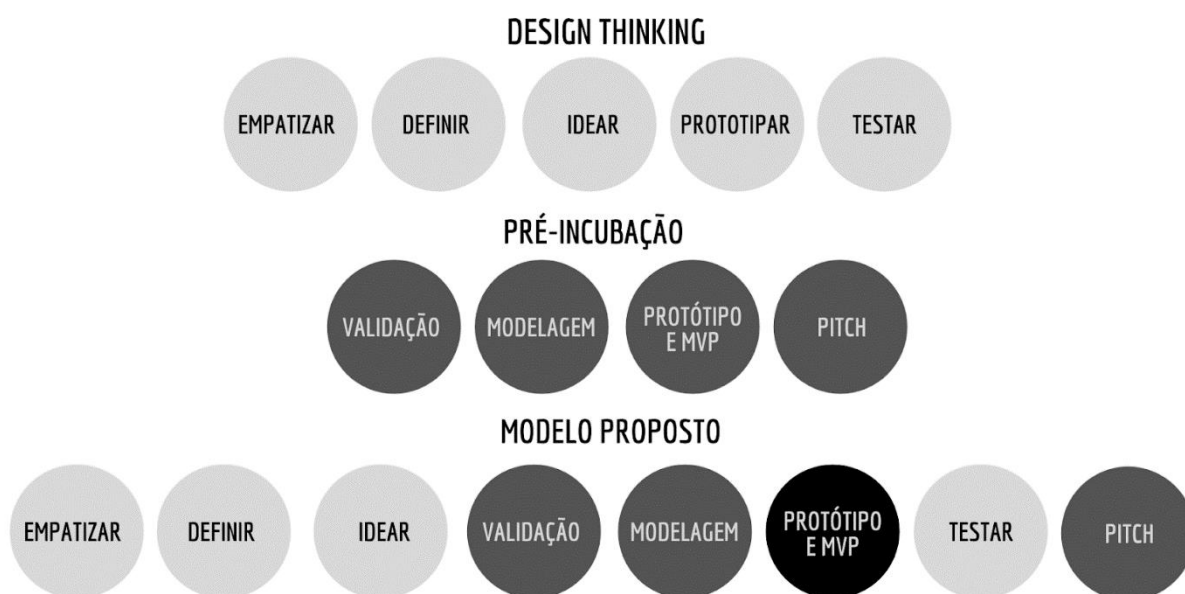 DESIGN THINKING
EMPATIZAR
DEFINIR
IDEAR
PROTOTIPAR
TESTAR
PRÉ-INCUBAÇÃO
VALIDAÇÃO
MODELAGEM
PROTÓTIPO
E MVP
PITCH
MODELO PROPOSTO
EMPATIZAR
DEFINIR
IDEAR
VALIDAÇÃO
MODELAGEM
PROTÓTIPO
E MVP
TESTAR
PITCH